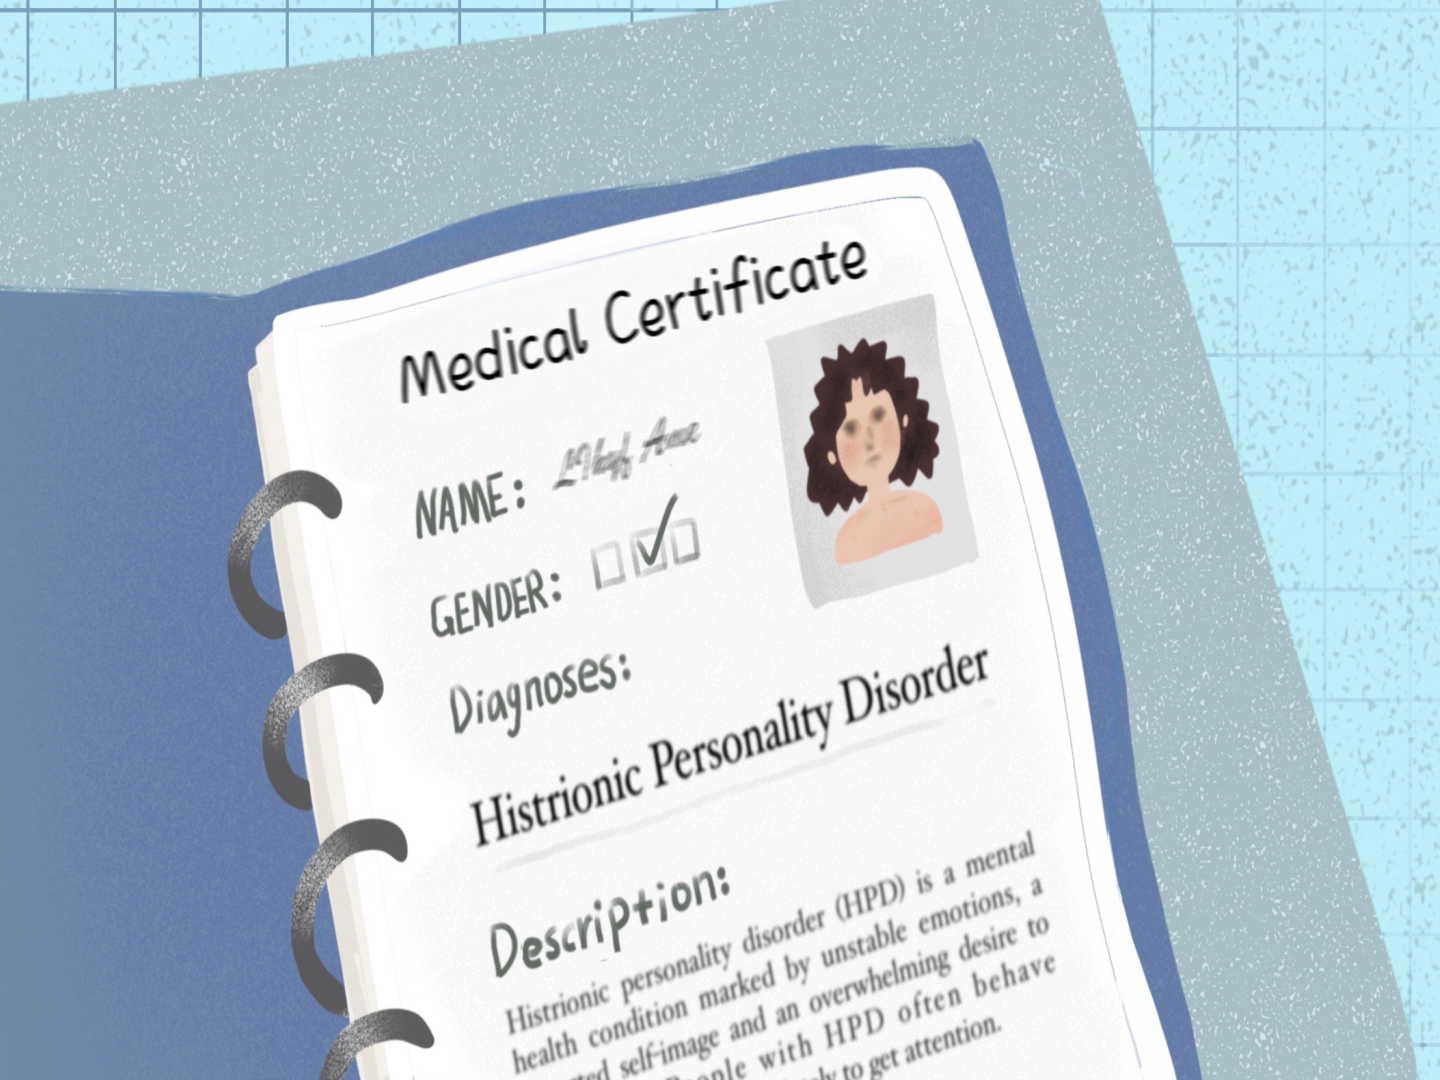 Medical Certificate
NAME:
GENDER:
Diagnoses:
Histrionic Personality Disorder
Description:
Histrionic personality disorder (HPD) is a mental
health condition marked by unstable emotions, a
self-image and an overwhelming desire to
with HPD often behave
to get attention.